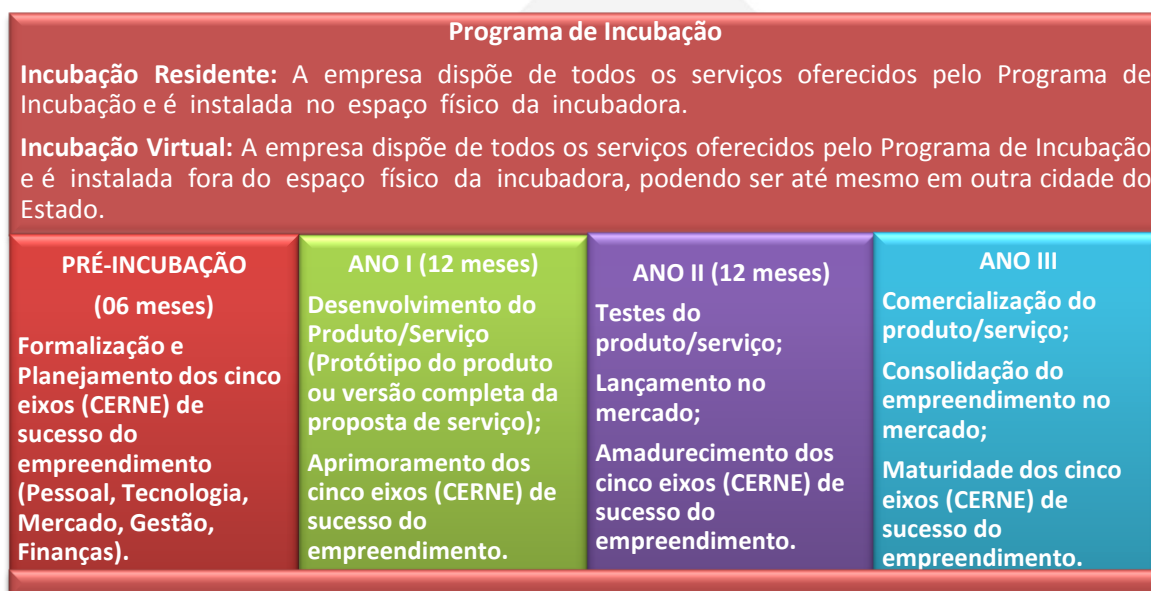 Programa de Incubação
Incubação Residente: A empresa dispõe de todos os serviços oferecidos pelo Programa de
Incubação e é instalada no espaço físico da incubadora.
Incubação Virtual: A empresa dispõe de todos os serviços oferecidos pelo Programa de Incubação
e é instalada fora do espaço físico da incubadora, podendo ser até mesmo em outra cidade do
Estado.
PRÉ-INCUBAÇÃO
(06 meses)
Formalização e
Planejamento dos cinco
eixos (CERNE) de
sucesso do
empreendimento
(Pessoal, Tecnologia,
Mercado, Gestão,
Finanças).
ANO I (12 meses)
Desenvolvimento do
Produto/Serviço
(Protótipo do produto
ou versão completa da
proposta de serviço);
Aprimoramento dos
cinco eixos (CERNE) de
sucesso do
empreendimento.
ANO II (12 meses)
Testes do
produto/serviço;
Lançamento no
mercado;
Amadurecimento dos
cinco eixos (CERNE) de
sucesso do
empreendimento.
ANO III
Comercialização do
produto/serviço;
Consolidação do
empreendimento no
mercado;
Maturidade dos cinco
eixos (CERNE) de
sucesso do
empreendimento.